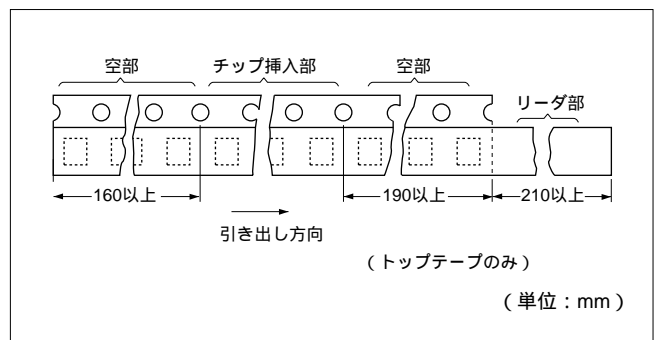 空部 チップ挿入部 空部
リーダ部
160以上 190以上 210以上
引き出し方向
(トップテープのみ)
(単位:mm)